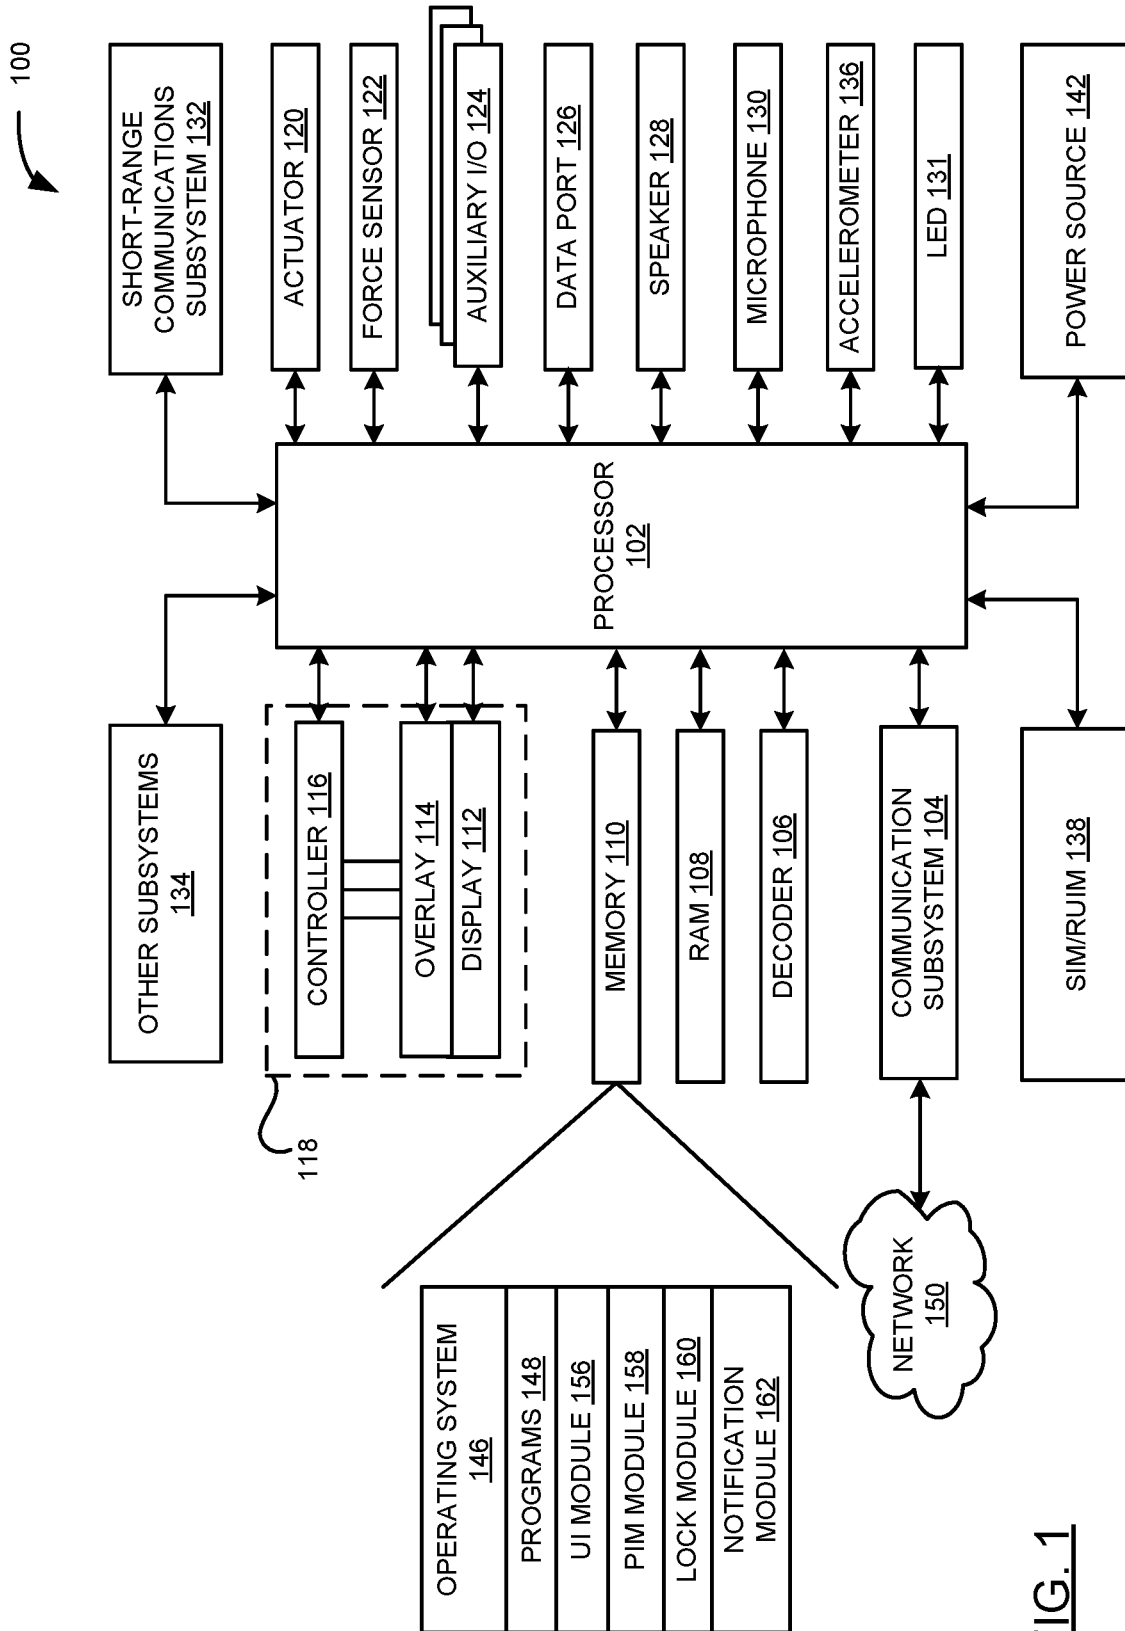 100
OTHER SUBSYSTEMS
134
SHORT-RANGE
COMMUNICATIONS
SUBSYSTEM 132
118
CONTROLLER 116
OVERLAY 114
DISPLAY 112
ACTUATOR 120
FORCE SENSOR 122
AUXILIARY I/O 124
DATA PORT 126
SPEAKER 128
MICROPHONE 130
ACCELEROMETER 136
LED 131
PROCESSOR
102
OPERATING SYSTEM
146
PROGRAMS 148
UI MODULE 156
PIM MODULE 158
LOCK MODULE 160
NOTIFICATION
MODULE 162
MEMORY 110
RAM 108
DECODER 106
NETWORK
150
COMMUNICATION
SUBSYSTEM 104
SIM/RUIM 138
POWER SOURCE 142
FIG. 1